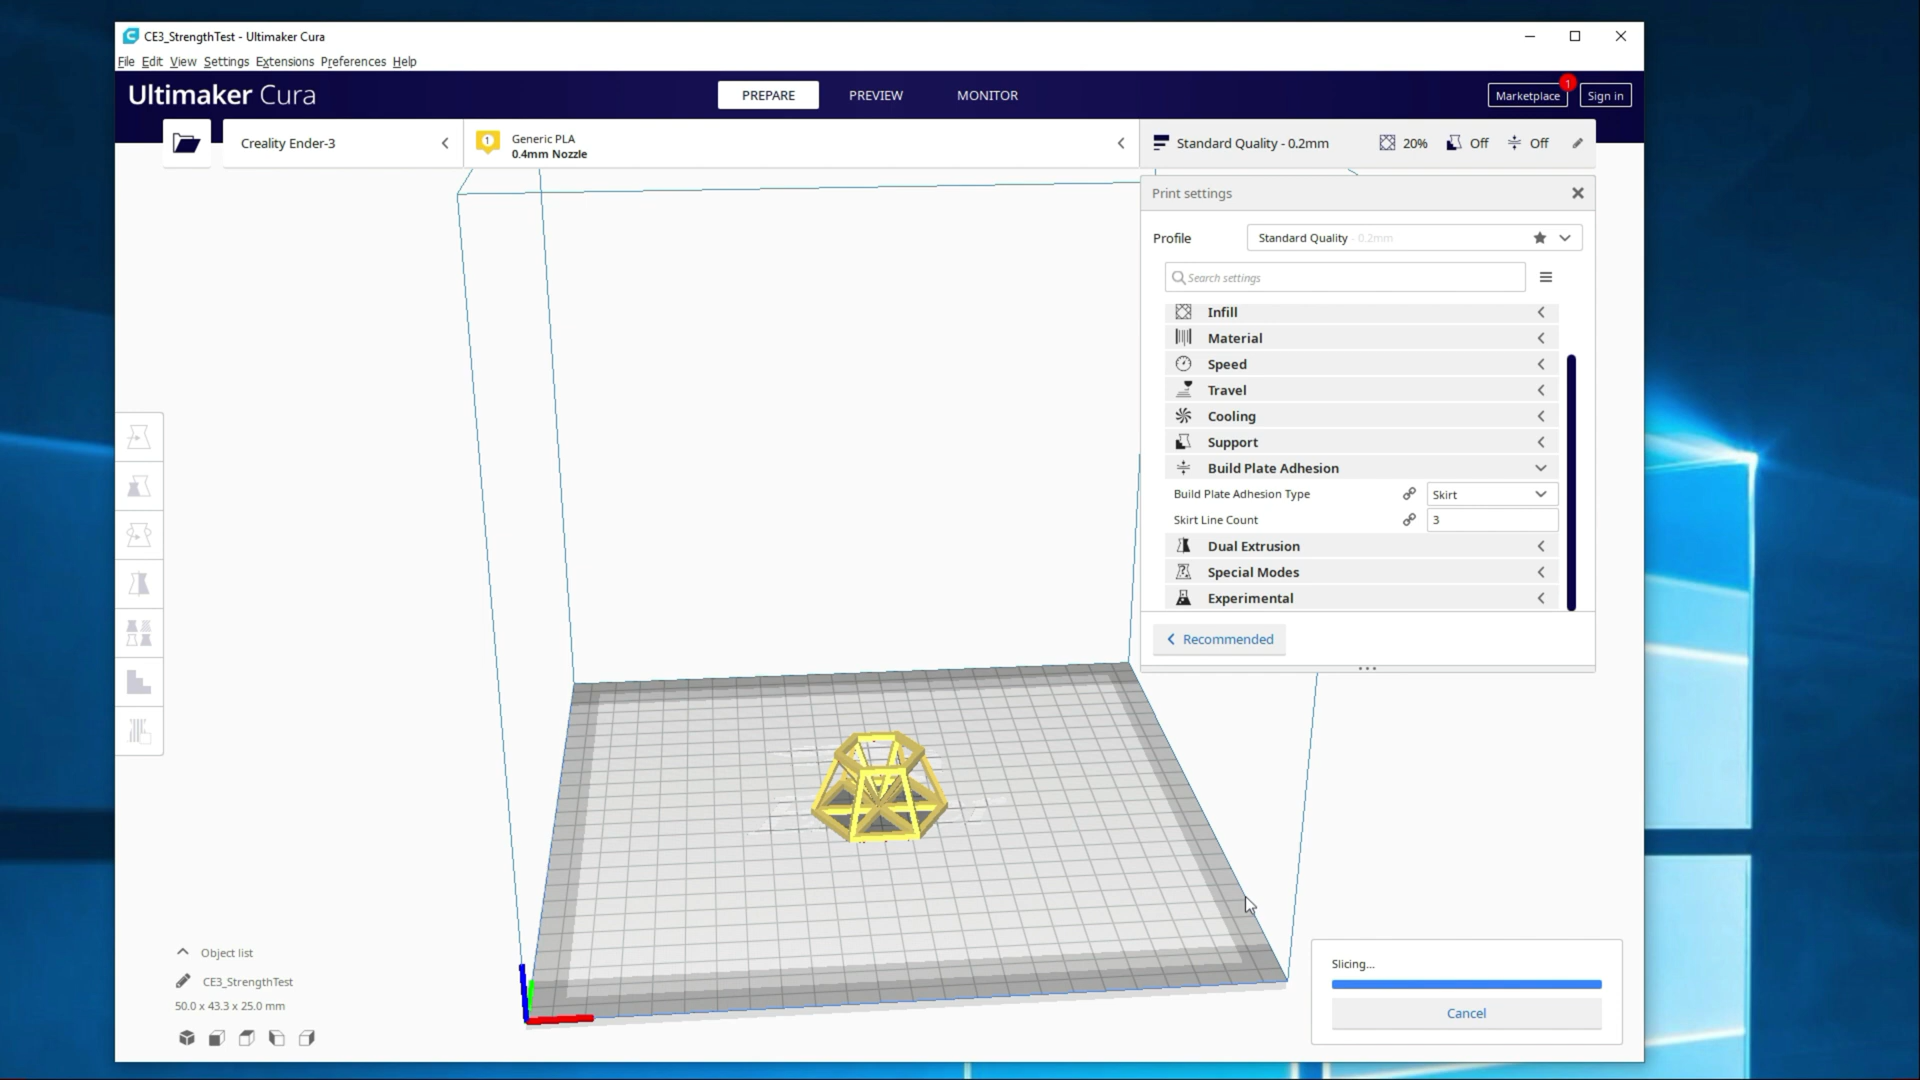 CE3_StrengthTest - Ultimaker Cura
File Edit View Settings Extensions Preferences Help
Ultimaker Cura
PREPARE
PREVIEW
MONITOR
Marketplace
1
Sign in
Creality Ender-3
1
Generic PLA
0.4mm Nozzle
Standard Quality - 0.2mm
20%
Off
Off
Print settings
Profile
Standard Quality - 0.2mm
Search settings
Infill
Material
Speed
Travel
Cooling
Support
Build Plate Adhesion
Build Plate Adhesion Type
Skirt
Skirt Line Count
3
Dual Extrusion
Special Modes
Experimental
Recommended
Object list
CE3_StrengthTest
50.0 x 43.3 x 25.0 mm
Slicing...
Cancel